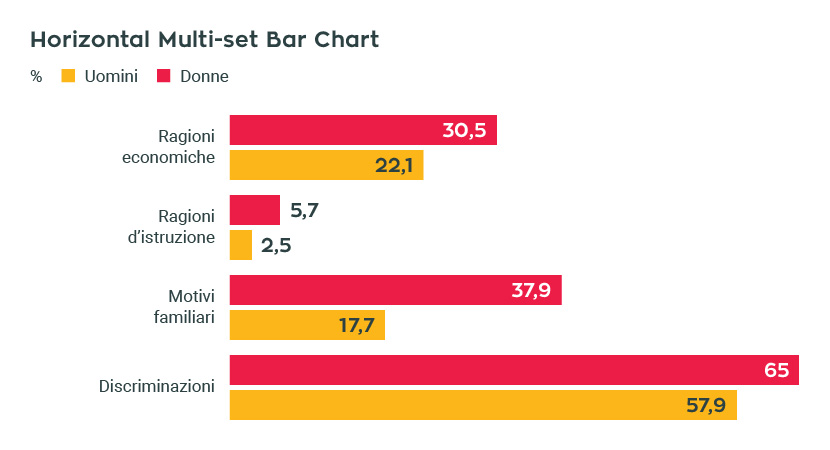 Horizontal Multi-set Bar Chart
% Uomini Donne
Ragioni
economiche
30,5
22,1
Ragioni
d’istruzione
5,7
2,5
Motivi
familiari
37,9
17,7
Discriminazioni
65
57,9